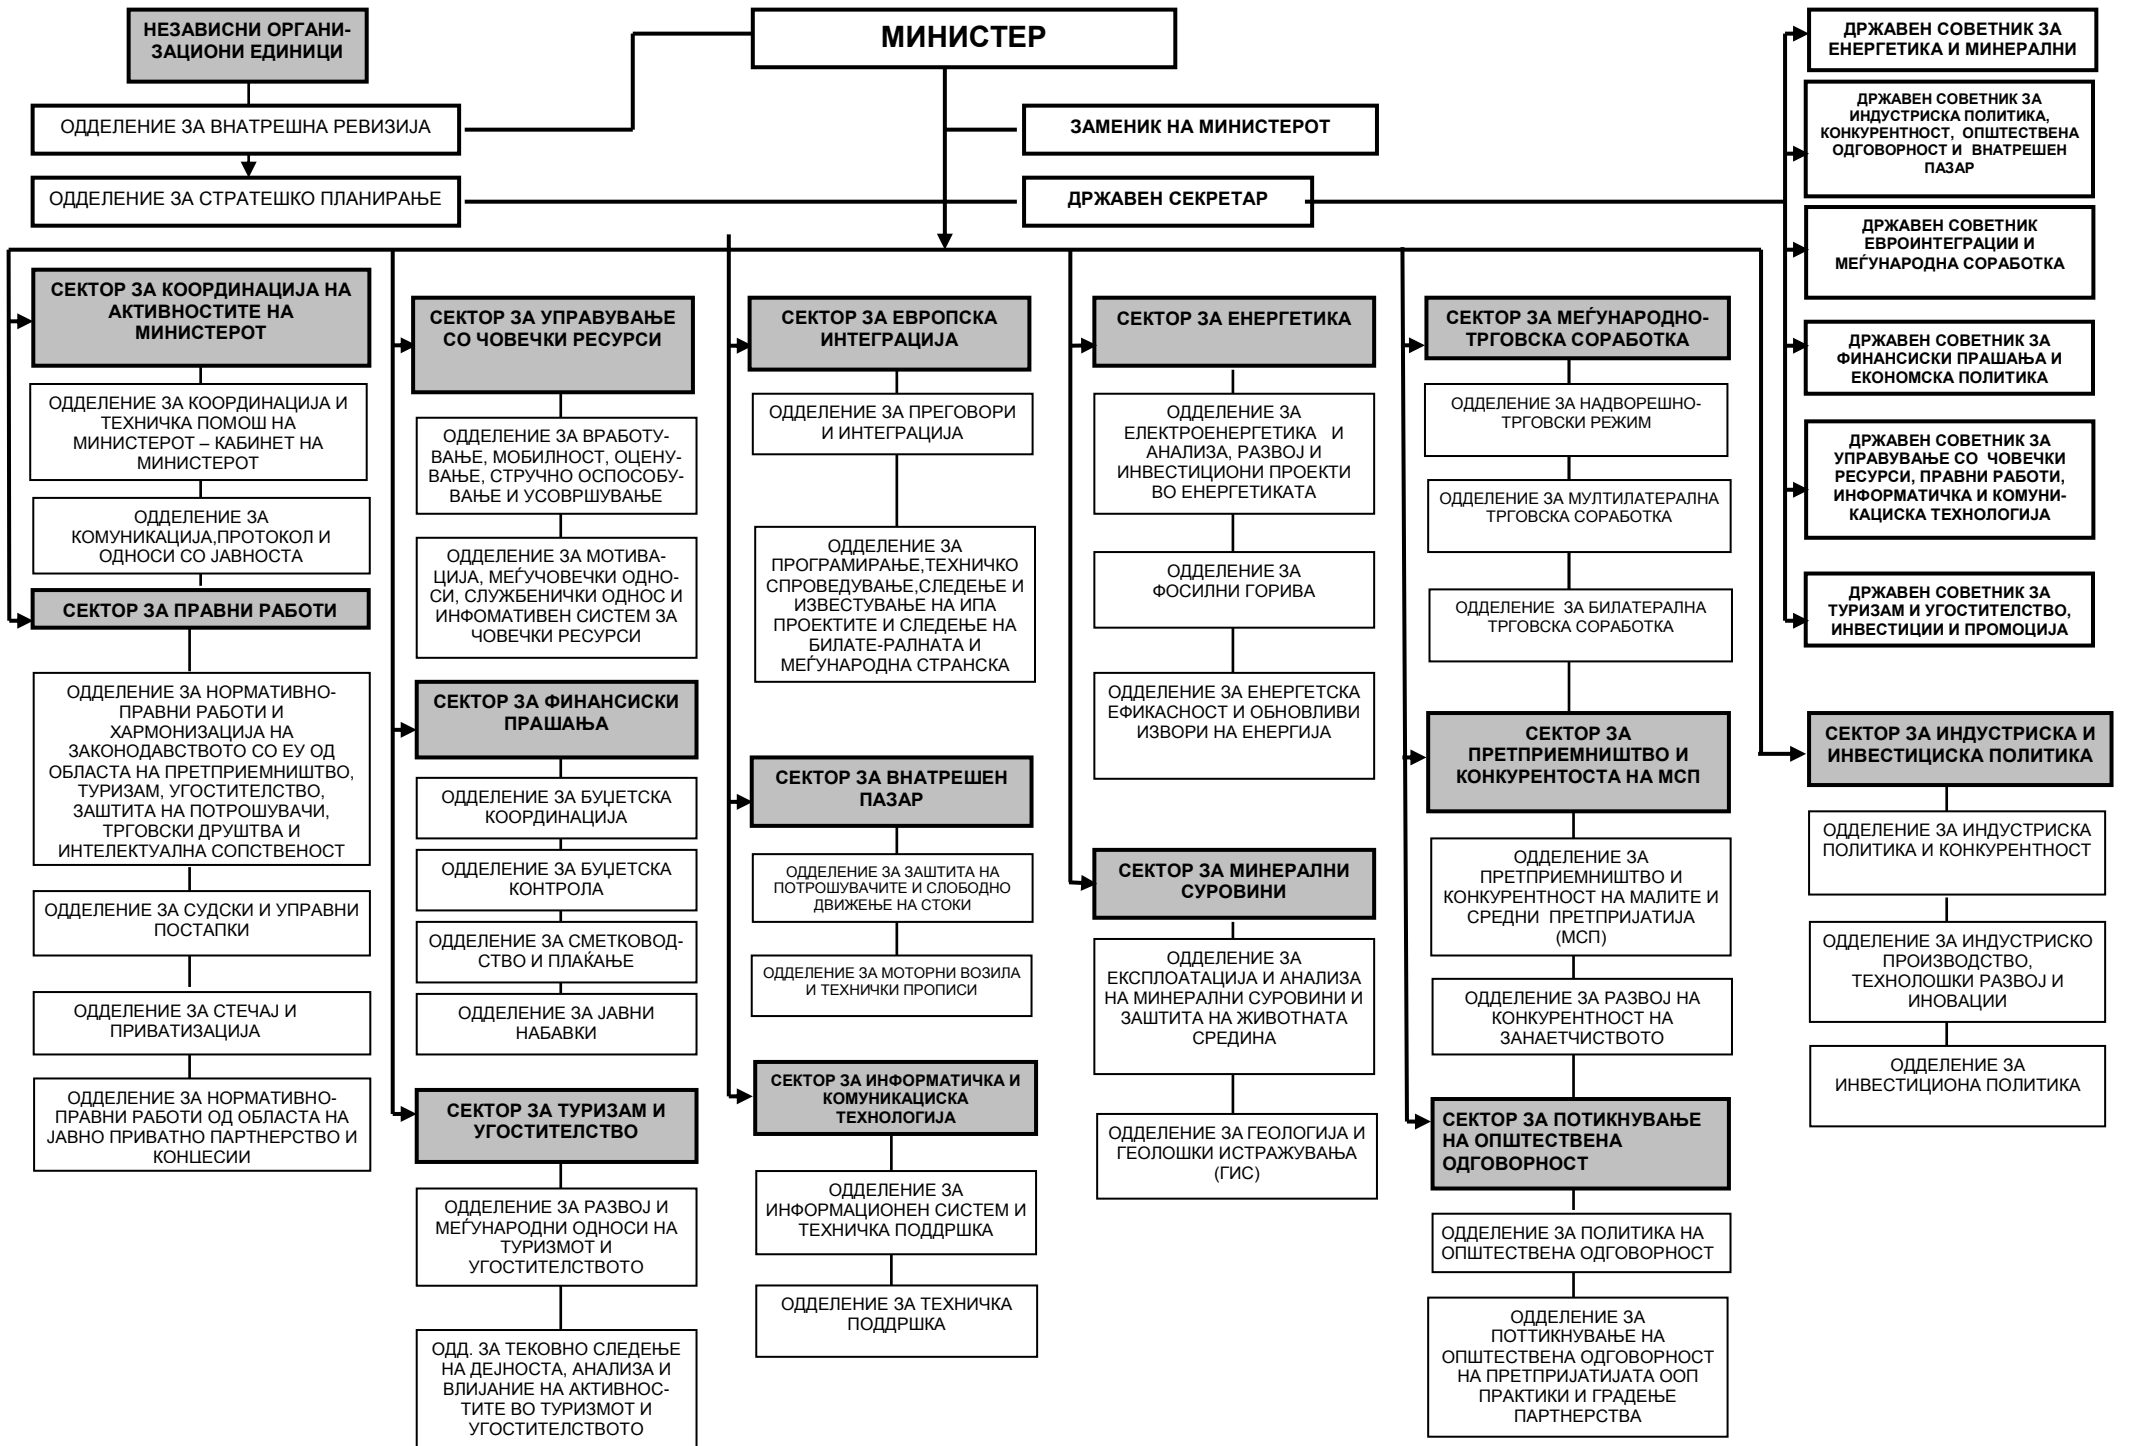 НЕЗАВИСНИ ОРГАНИ-
ЗАЦИОНИ ЕДИНИЦИ
МИНИСТЕР
ОДДЕЛЕНИЕ ЗА ВНАТРЕШНА РЕВИЗИЈА
ЗАМЕНИК НА МИНИСТЕРОТ
ОДДЕЛЕНИЕ ЗА СТРАТЕШКО ПЛАНИРАЊЕ
ДРЖАВЕН СЕКРЕТАР
ДРЖАВЕН СОВЕТНИК ЗА
ЕНЕРГЕТИКА И МИНЕРАЛНИ
ДРЖАВЕН СОВЕТНИК ЗА
ИНДУСТРИСКА ПОЛИТИКА,
КОНКУРЕНТНОСТ, ОПШТЕСТВЕНА
ОДГОВОРНОСТ И ВНАТРЕШЕН
ПАЗАР
ДРЖАВЕН СОВЕТНИК
ЕВРОИНТЕГРАЦИИ И
МЕЃУНАРОДНА СОРАБОТКА
ДРЖАВЕН СОВЕТНИК ЗА
ФИНАНСИСКИ ПРАШАЊА И
ЕКОНОМСКА ПОЛИТИКА
ДРЖАВЕН СОВЕТНИК ЗА
УПРАВУВАЊЕ СО ЧОВЕЧКИ
РЕСУРСИ, ПРАВНИ РАБОТИ,
ИНФОРМАТИЧКА И КОМУНИ-
КАЦИСКА ТЕХНОЛОГИЈА
ДРЖАВЕН СОВЕТНИК ЗА
ТУРИЗАМ И УГОСТИТЕЛСТВО,
ИНВЕСТИЦИИ И ПРОМОЦИЈА
СЕКТОР ЗА КООРДИНАЦИЈА НА
АКТИВНОСТИТЕ НА
МИНИСТЕРОТ
ОДДЕЛЕНИЕ ЗА КООРДИНАЦИЈА И
ТЕХНИЧКА ПОМОШ НА
МИНИСТЕРОТ – КАБИНЕТ НА
МИНИСТЕРОТ
ОДДЕЛЕНИЕ ЗА
КОМУНИКАЦИЈА,ПРОТОКОЛ И
ОДНОСИ СО ЈАВНОСТА
СЕКТОР ЗА ПРАВНИ РАБОТИ
ОДДЕЛЕНИЕ ЗА НОРМАТИВНО-
ПРАВНИ РАБОТИ И
ХАРМОНИЗАЦИЈА НА
ЗАКОНОДАВСТВОТО СО ЕУ ОД
ОБЛАСТА НА ПРЕТПРИЕМНИШТВО,
ТУРИЗАМ, УГОСТИТЕЛСТВО,
ЗАШТИТА НА ПОТРОШУВАЧИ,
ТРГОВСКИ ДРУШТВА И
ИНТЕЛЕКТУАЛНА СОПСТВЕНОСТ
ОДДЕЛЕНИЕ ЗА СУДСКИ И УПРАВНИ
ПОСТАПКИ
ОДДЕЛЕНИЕ ЗА СТЕЧАЈ И
ПРИВАТИЗАЦИЈА
ОДДЕЛЕНИЕ ЗА НОРМАТИВНО-
ПРАВНИ РАБОТИ ОД ОБЛАСТА НА
ЈАВНО ПРИВАТНО ПАРТНЕРСТВО И
КОНЦЕСИИ
СЕКТОР ЗА УПРАВУВАЊЕ
СО ЧОВЕЧКИ РЕСУРСИ
ОДДЕЛЕНИЕ ЗА ВРАБОТУ-
ВАЊЕ, МОБИЛНОСТ, ОЦЕНУ-
ВАЊЕ, СТРУЧНО ОСПОСОБУ-
ВАЊЕ И УСОВРШУВАЊЕ
ОДДЕЛЕНИЕ ЗА МОТИВА-
ЦИЈА, МЕЃУЧОВЕЧКИ ОДНО-
СИ, СЛУЖБЕНИЧКИ ОДНОС И
ИНФОМАТИВЕН СИСТЕМ ЗА
ЧОВЕЧКИ РЕСУРСИ
СЕКТОР ЗА ФИНАНСИСКИ
ПРАШАЊА
ОДДЕЛЕНИЕ ЗА БУЏЕТСКА
КООРДИНАЦИЈА
ОДДЕЛЕНИЕ ЗА БУЏЕТСКА
КОНТРОЛА
ОДДЕЛЕНИЕ ЗА СМЕТКОВОД-
СТВО И ПЛАЌАЊЕ
ОДДЕЛЕНИЕ ЗА ЈАВНИ
НАБАВКИ
СЕКТОР ЗА ТУРИЗАМ И
УГОСТИТЕЛСТВО
ОДДЕЛЕНИЕ ЗА РАЗВОЈ И
МЕЃУНАРОДНИ ОДНОСИ НА
ТУРИЗМОТ И
УГОСТИТЕЛСТВОТО
ОДД. ЗА ТЕКОВНО СЛЕДЕЊЕ
НА ДЕЈНОСТА, АНАЛИЗА И
ВЛИЈАНИЕ НА АКТИВНОС-
ТИТЕ ВО ТУРИЗМОТ И
УГОСТИТЕЛСТВОТО
СЕКТОР ЗА ЕВРОПСКА
ИНТЕГРАЦИЈА
ОДДЕЛЕНИЕ ЗА ПРЕГОВОРИ
И ИНТЕГРАЦИЈА
ОДДЕЛЕНИЕ ЗА
ПРОГРАМИРАЊЕ,ТЕХНИЧКО
СПРОВЕДУВАЊЕ,СЛЕДЕЊЕ И
ИЗВЕСТУВАЊЕ НА ИПА
ПРОЕКТИТЕ И СЛЕДЕЊЕ НА
БИЛАТЕ-РАЛНАТА И
МЕЃУНАРОДНА СТРАНСКА
СЕКТОР ЗА ВНАТРЕШЕН
ПАЗАР
ОДДЕЛЕНИЕ ЗА ЗАШТИТА НА
ПОТРОШУВАЧИТЕ И СЛОБОДНО
ДВИЖЕЊЕ НА СТОКИ
ОДДЕЛЕНИЕ ЗА МОТОРНИ ВОЗИЛА
И ТЕХНИЧКИ ПРОПИСИ
СЕКТОР ЗА ИНФОРМАТИЧКА И
КОМУНИКАЦИСКА
ТЕХНОЛОГИЈА
ОДДЕЛЕНИЕ ЗА
ИНФОРМАЦИОНЕН СИСТЕМ И
ТЕХНИЧКА ПОДДРШКА
ОДДЕЛЕНИЕ ЗА ТЕХНИЧКА
ПОДДРШКА
СЕКТОР ЗА ЕНЕРГЕТИКА
ОДДЕЛЕНИЕ ЗА
ЕЛЕКТРОЕНЕРГЕТИКА И
АНАЛИЗА, РАЗВОЈ И
ИНВЕСТИЦИОНИ ПРОЕКТИ
ВО ЕНЕРГЕТИКАТА
ОДДЕЛЕНИЕ ЗА
ФОСИЛНИ ГОРИВА
ОДДЕЛЕНИЕ ЗА ЕНЕРГЕТСКА
ЕФИКАСНОСТ И ОБНОВЛИВИ
ИЗВОРИ НА ЕНЕРГИЈА
СЕКТОР ЗА МИНЕРАЛНИ
СУРОВИНИ
ОДДЕЛЕНИЕ ЗА
ЕКСПЛОАТАЦИЈА И АНАЛИЗА
НА МИНЕРАЛНИ СУРОВИНИ И
ЗАШТИТА НА ЖИВОТНАТА
СРЕДИНА
ОДДЕЛЕНИЕ ЗА ГЕОЛОГИЈА И
ГЕОЛОШКИ ИСТРАЖУВАЊА
(ГИС)
СЕКТОР ЗА МЕЃУНАРОДНО-
ТРГОВСКА СОРАБОТКА
ОДДЕЛЕНИЕ ЗА НАДВОРЕШНО-
ТРГОВСКИ РЕЖИМ
ОДДЕЛЕНИЕ ЗА МУЛТИЛАТЕРАЛНА
ТРГОВСКА СОРАБОТКА
ОДДЕЛЕНИЕ ЗА БИЛАТЕРАЛНА
ТРГОВСКА СОРАБОТКА
СЕКТОР ЗА
ПРЕТПРИЕМНИШТВО И
КОНКУРЕНТОСТА НА МСП
ОДДЕЛЕНИЕ ЗА
ПРЕТПРИЕМНИШТВО И
КОНКУРЕНТНОСТ НА МАЛИТЕ И
СРЕДНИ ПРЕТПРИЈАТИЈА
(МСП)
ОДДЕЛЕНИЕ ЗА РАЗВОЈ НА
КОНКУРЕНТНОСТ НА
ЗАНАЕТЧИСТВОТО
СЕКТОР ЗА ПОТИКНУВАЊЕ
НА ОПШТЕСТВЕНА
ОДГОВОРНОСТ
ОДДЕЛЕНИЕ ЗА ПОЛИТИКА НА
ОПШТЕСТВЕНА ОДГОВОРНОСТ
ОДДЕЛЕНИЕ ЗА
ПОТТИКНУВАЊЕ НА
ОПШТЕСТВЕНА ОДГОВОРНОСТ
НА ПРЕТПРИЈАТИЈАТА ООП
ПРАКТИКИ И ГРАДЕЊЕ
ПАРТНЕРСТВА
СЕКТОР ЗА ИНДУСТРИСКА И
ИНВЕСТИЦИСКА ПОЛИТИКА
ОДДЕЛЕНИЕ ЗА ИНДУСТРИСКА
ПОЛИТИКА И КОНКУРЕНТНОСТ
ОДДЕЛЕНИЕ ЗА ИНДУСТРИСКО
ПРОИЗВОДСТВО,
ТЕХНОЛОШКИ РАЗВОЈ И
ИНОВАЦИИ
ОДДЕЛЕНИЕ ЗА
ИНВЕСТИЦИОНА ПОЛИТИКА